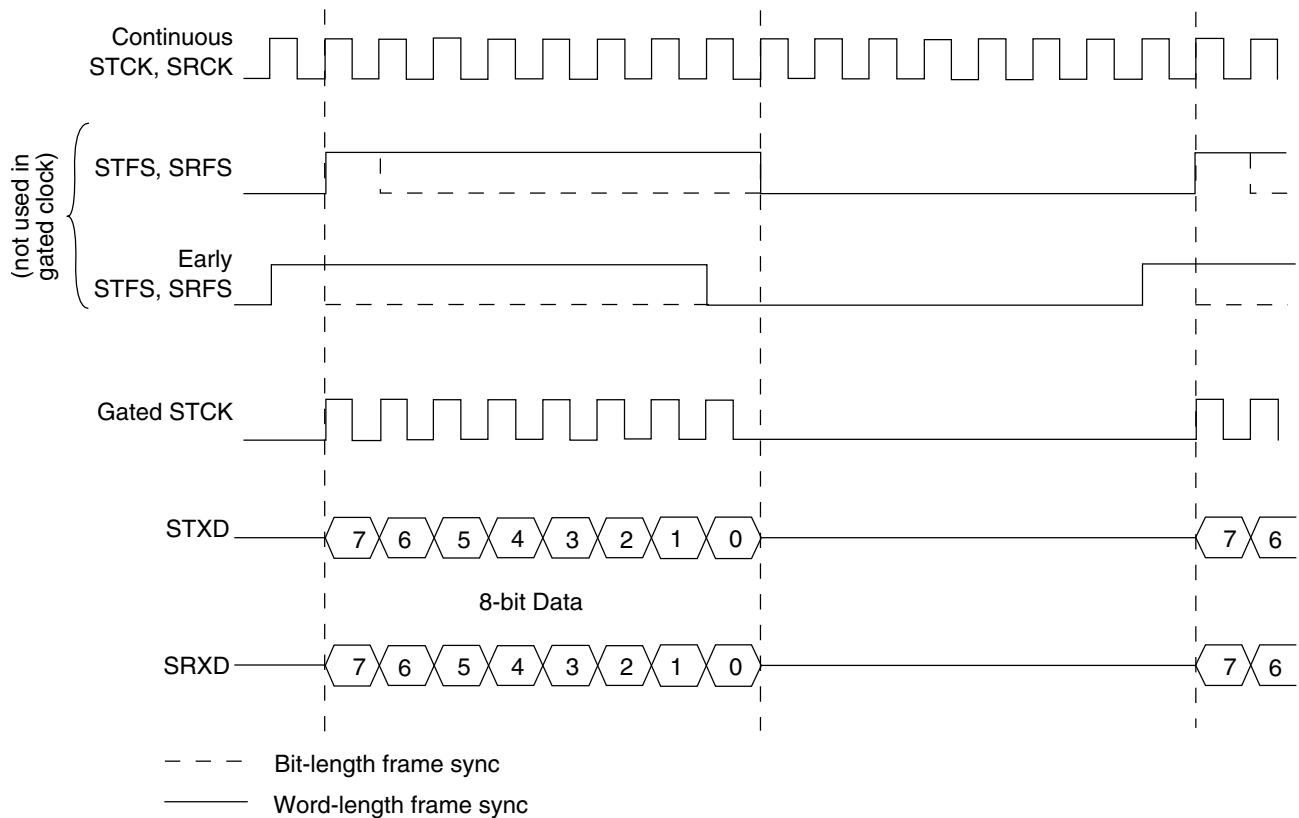 Continuous
STCK, SRCK
(not used in
gated clock)
STFS, SRFS
Early
STFS, SRFS
Gated STCK
STXD
7 6 5 4 3 2 1 0
7 6
8-bit Data
SRXD
7 6 5 4 3 2 1 0
7 6
Bit-length frame sync
Word-length frame sync